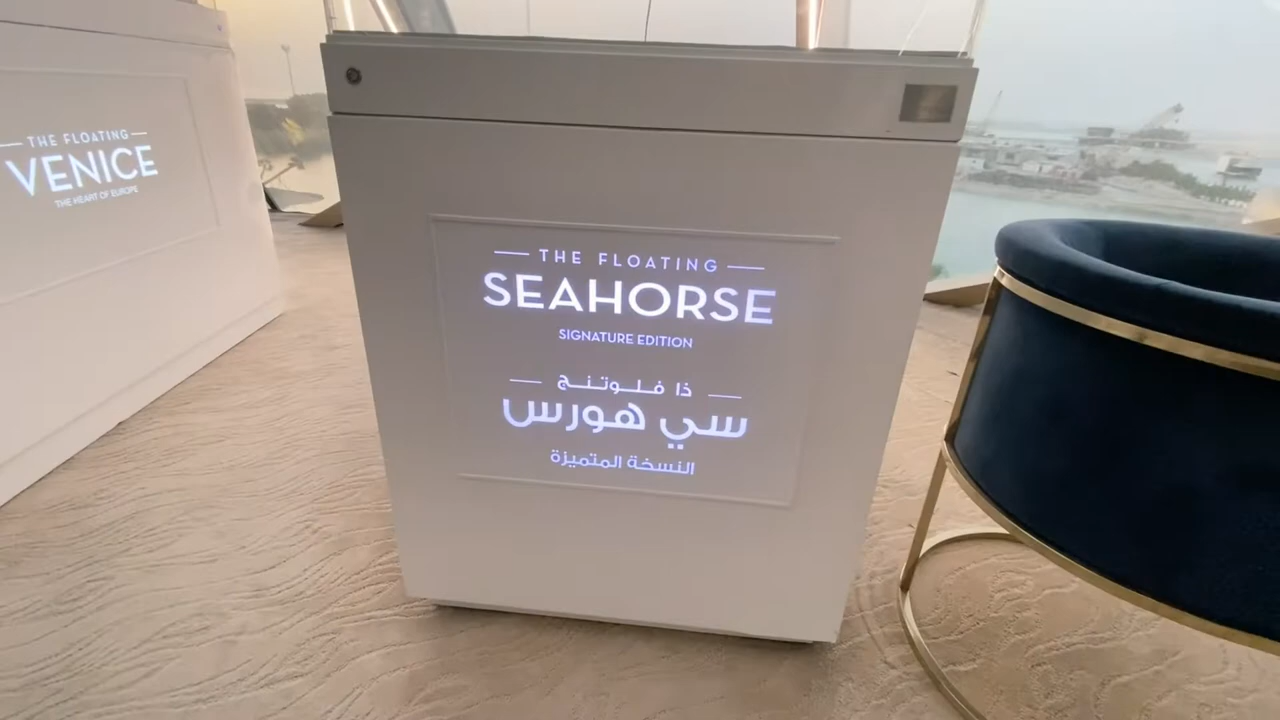 THE FLOATING
VENICE
THE HEART OF EUROPE
THE FLOATING
SEAHORSE
SIGNATURE EDITION
ذا فلوتنج
سي هورس
النسخة المتميزة